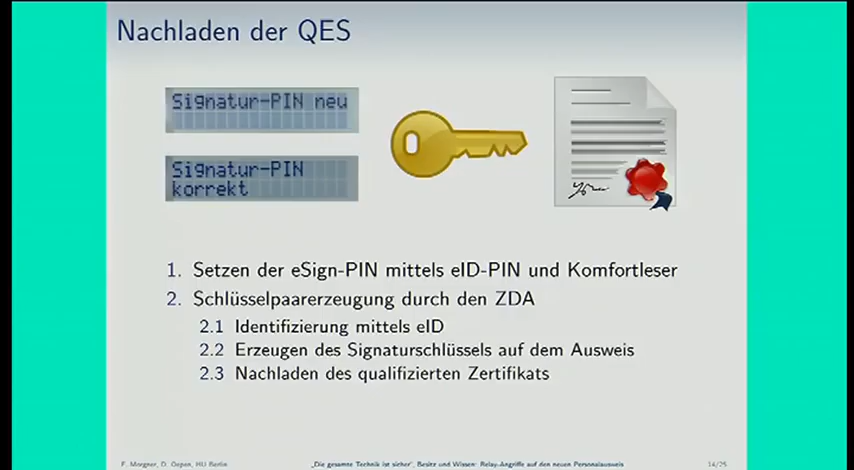 Nachladen der QES
Signatur-PIN neu
Signatur-PIN
korrekt
1. Setzen der eSign-PIN mittels eID-PIN und Komfortleser
2. Schlüsselpaarerzeugung durch den ZDA
2.1 Identifizierung mittels eID
2.2 Erzeugen des Signaturschlüssels auf dem Ausweis
2.3 Nachladen des qualifizierten Zertifikats
F. Morgner, D. Oepen, HU Berlin
„Die gesamte Technik ist sicher“, Besitz und Wissen: Relay-Angriffe auf den neuen Personalausweis
14/25